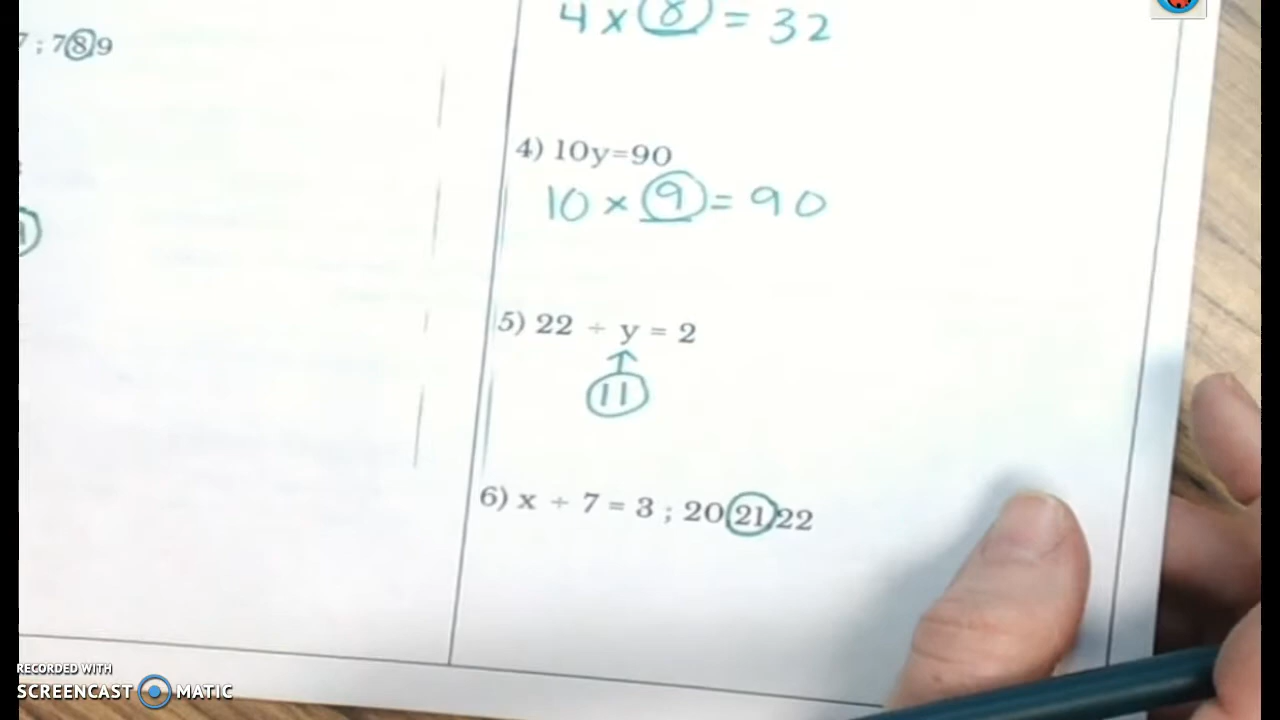 7 ; 7 8 9
4 x 8 = 32
4) 10y=90
10 x 9 = 90
5) 22 ÷ y = 2
11
6) x ÷ 7 = 3 ; 20 21 22
RECORDED WITH
SCREENCAST MATIC